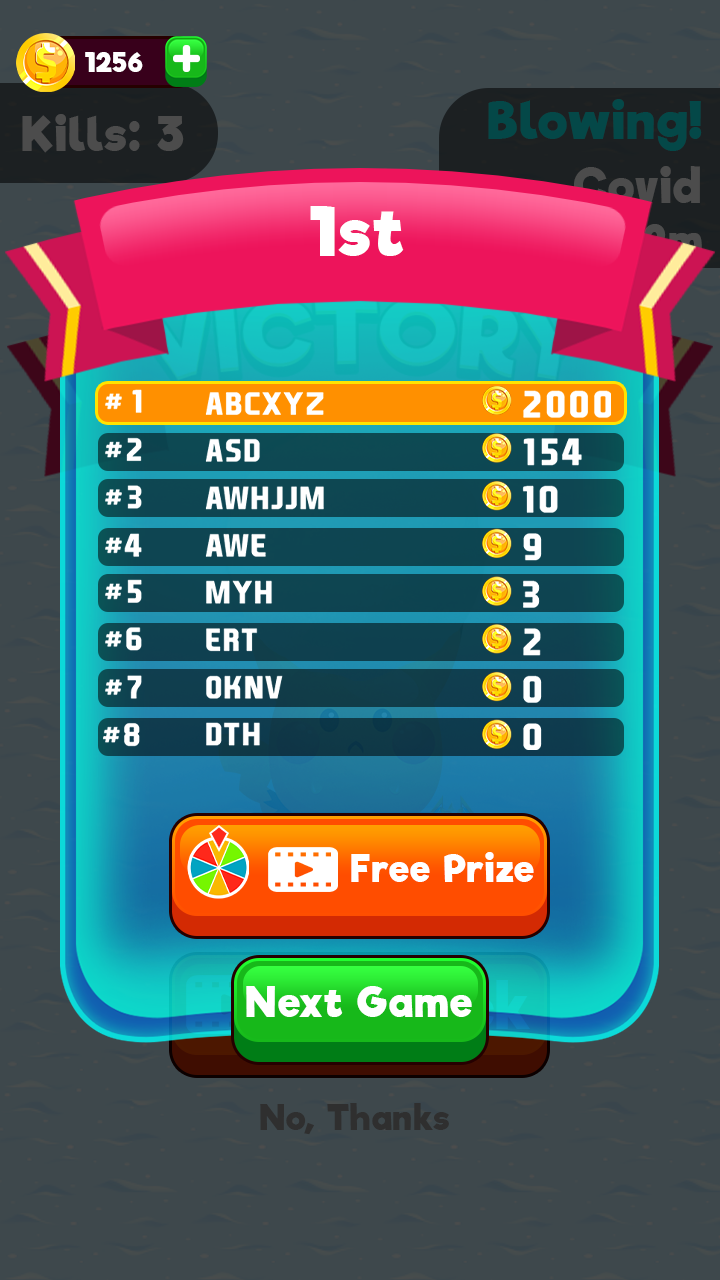 1256
Kills: 3
Blowing!
Covid
1st
VICTORY
# 1 ABCXYZ 2000
#2 ASD 154
#3 AWHJJM 10
#4 AWE 9
#5 MYH 3
#6 ERT 2
#7 OKNV 0
#8 DTH 0
Free Prize
Next Game
No, Thanks